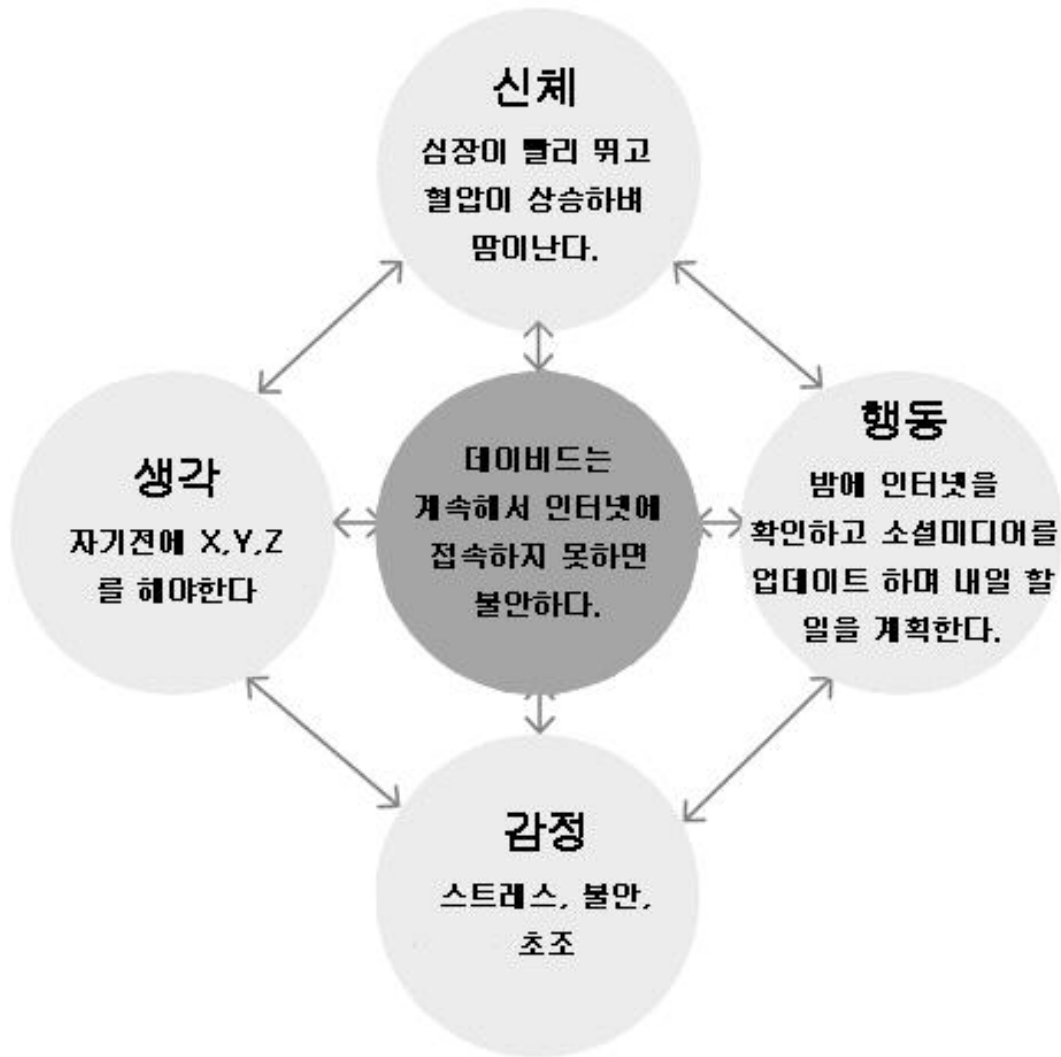 신체
심장이 빨리 뛰고
혈압이 상승하며
땀이난다.
생각
자기전에 X,Y,Z
를 해야한다
데이비드는
계속해서 인터넷에
접속하지 못하면
불안하다.
행동
밤에 인터넷을
확인하고 소셜미디어를
업데이트 하며 내일 할
일을 계획한다.
감정
스트레스, 불안,
초조